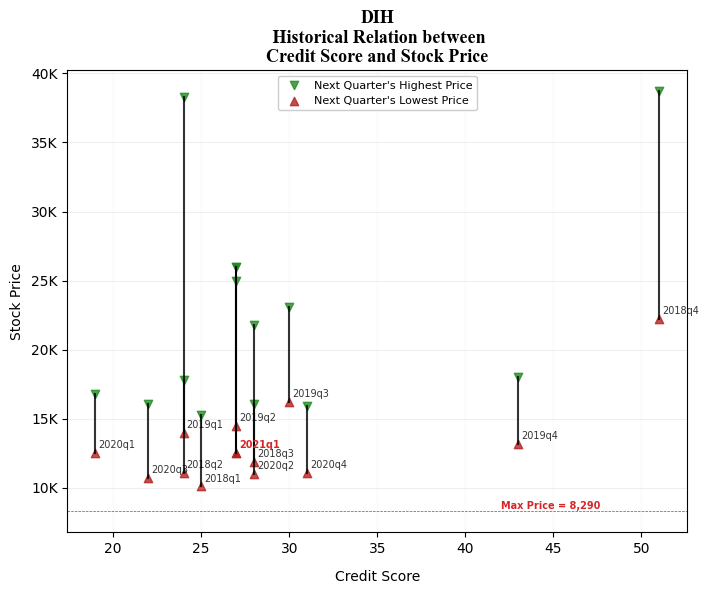 DIH
Historical Relation between
Credit Score and Stock Price
Next Quarter's Highest Price
Next Quarter's Lowest Price
40K
35K
30K
25K
20K
15K
10K
Stock Price
2018q4
2019q3
2019q1
2019q2
2019q4
2020q1
2021q1
2018q3
2020q3
2018q2
2020q2
2020q4
2018q1
Max Price = 8,290
20
25
30
35
40
45
50
Credit Score